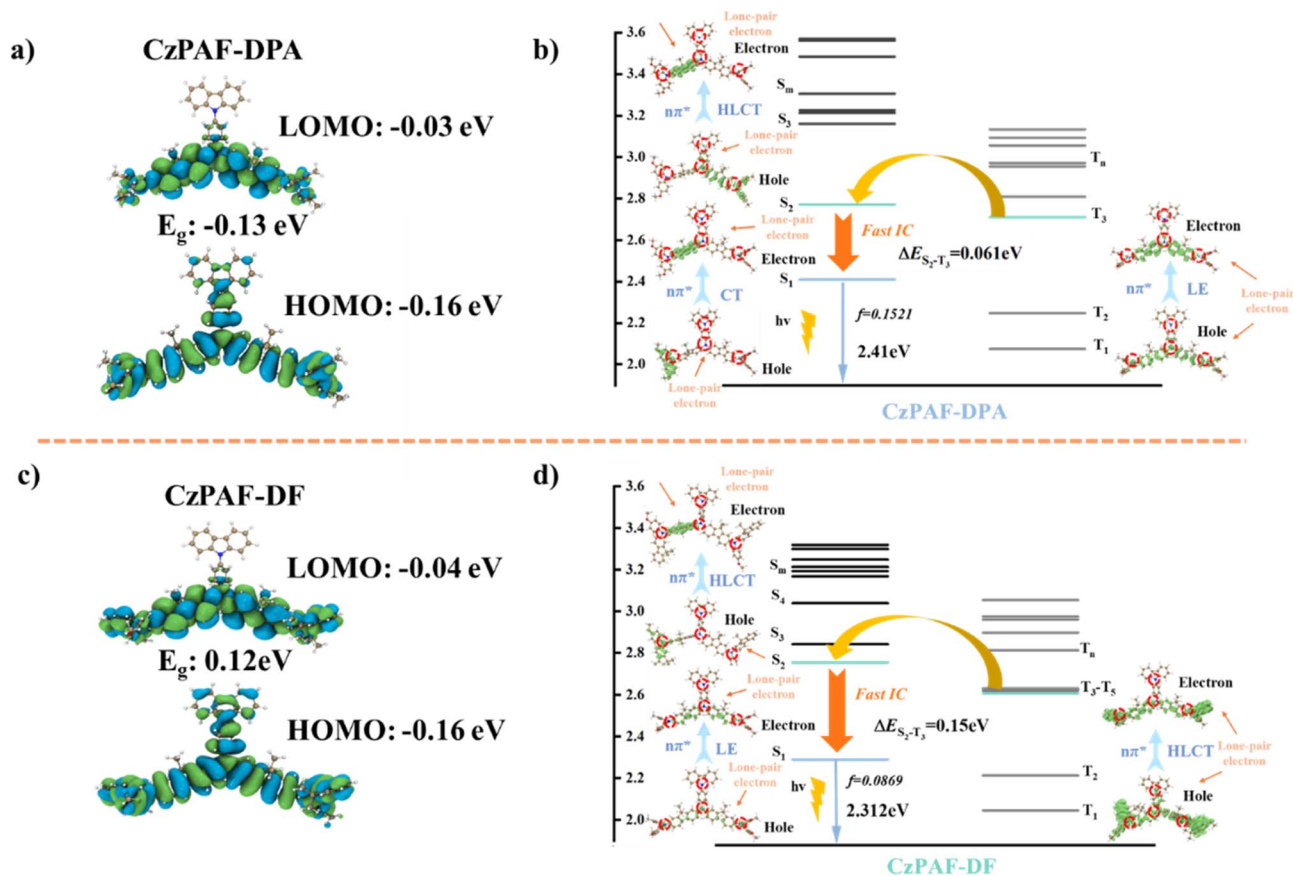 a)
CzPAF-DPA
LOMO: -0.03 eV
Eg: -0.13 eV
HOMO: -0.16 eV
b)
3.6
3.4
3.2
3.0
2.8
2.6
2.4
2.2
2.0
Lone-pair
electron
Electron
nπ*
HLCT
Lone-pair
electron
Hole
Lone-pair
electron
Electron
nπ*
CT
Hole
Lone-pair
electron
Sm
S3
S2
Fast IC
S1
hν
f=0.1521
2.41eV
ΔES2-T3=0.061eV
Tn
T3
T2
T1
Electron
nπ*
LE
Lone-pair
electron
Hole
CzPAF-DPA
c)
CzPAF-DF
LOMO: -0.04 eV
Eg: 0.12eV
HOMO: -0.16 eV
d)
3.6
3.4
3.2
3.0
2.8
2.6
2.4
2.2
2.0
Lone-pair
electron
Electron
nπ*
HLCT
Hole
Lone-pair
electron
Lone-pair
electron
Electron
nπ*
LE
Lone-pair
electron
Hole
Sm
S4
S3
S2
Fast IC
S1
hν
f=0.0869
2.312eV
ΔES2-T3=0.15eV
Tn
T3-T5
T2
T1
Electron
nπ*
HLCT
Lone-pair
electron
Hole
CzPAF-DF